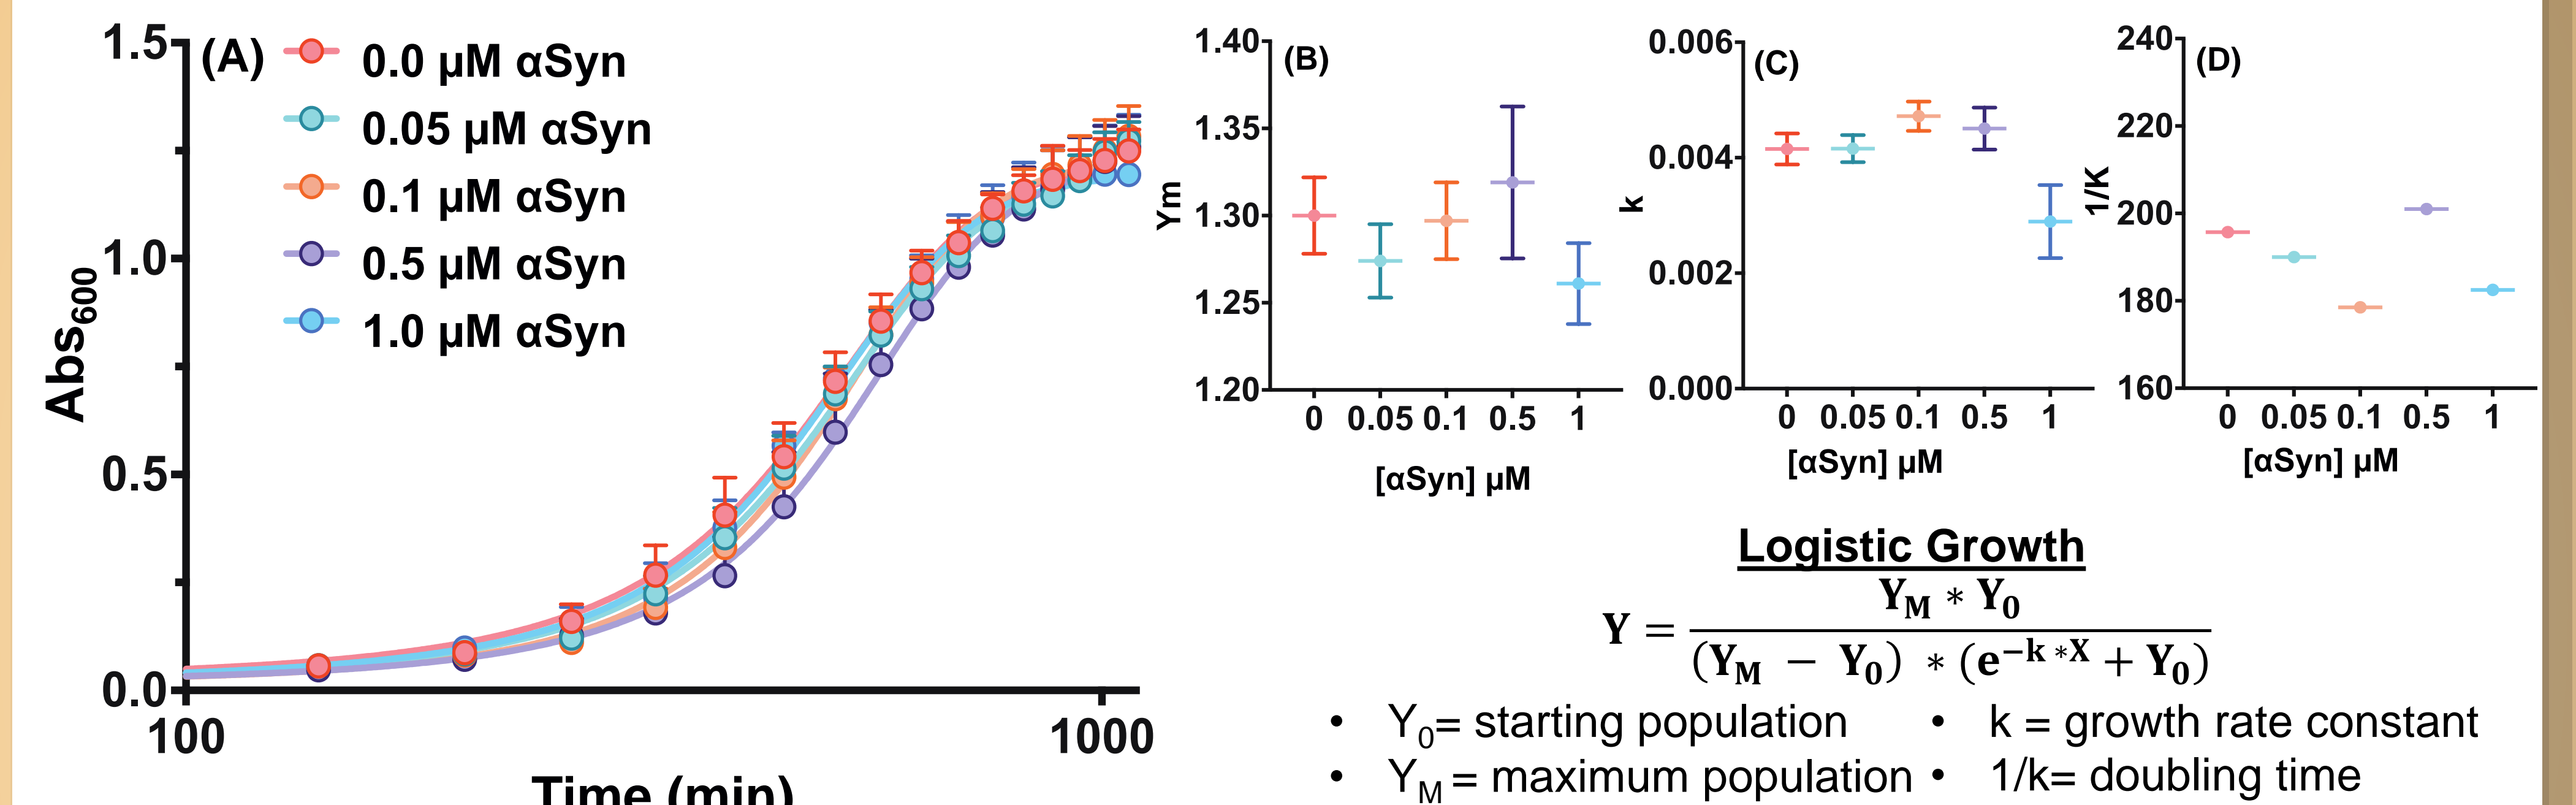 (A)
0.0 µM αSyn
0.05 µM αSyn
0.1 µM αSyn
0.5 µM αSyn
1.0 µM αSyn
1.5
1.0
0.5
0.0
Abs600
100 1000
Time (min)
(B)
1.40
1.35
1.30
1.25
1.20
Ym
0 0.05 0.1 0.5 1
[αSyn] µM
(C)
0.006
0.004
0.002
0.000
k
0 0.05 0.1 0.5 1
[αSyn] µM
(D)
240
220
200
180
160
1/K
0 0.05 0.1 0.5 1
[αSyn] µM
Logistic Growth
Y = (Y_M ∗ Y_0) / ((Y_M − Y_0) ∗ (e^(−k ∗X) + Y_0))
• Y0= starting population
• YM = maximum population
• k = growth rate constant
• 1/k= doubling time